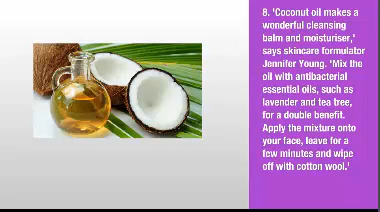 8. 'Coconut oil makes a
wonderful cleansing
balm and moisturiser,'
says skincare formulator
Jennifer Young. 'Mix the
oil with antibacterial
essential oils, such as
lavender and tea tree,
for a double benefit.
Apply the mixture onto
your face, leave for a
few minutes and wipe
off with cotton wool.'